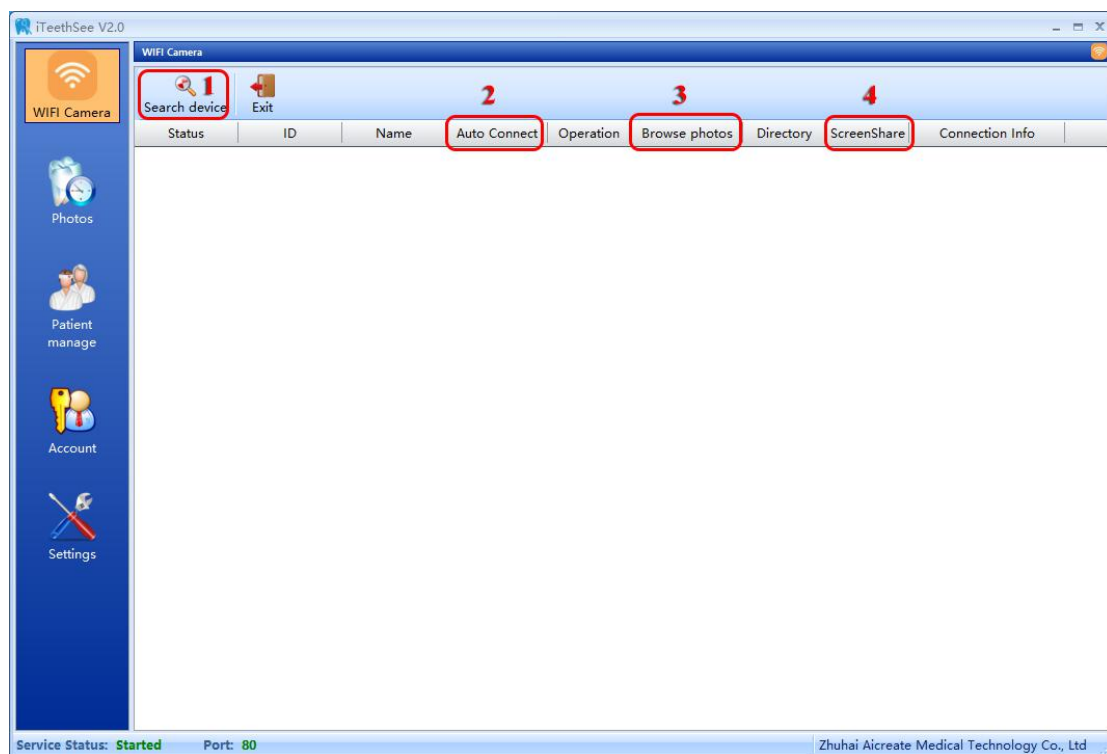 iTeethSee V2.0
WIFI Camera
WIFI Camera
Photos
Patient
manage
Account
Settings
1
Search device
Exit
2
3
4
Status ID Name Auto Connect Operation Browse photos Directory ScreenShare Connection Info
Service Status: Started Port: 80 Zhuhai Aicreate Medical Technology Co., Ltd